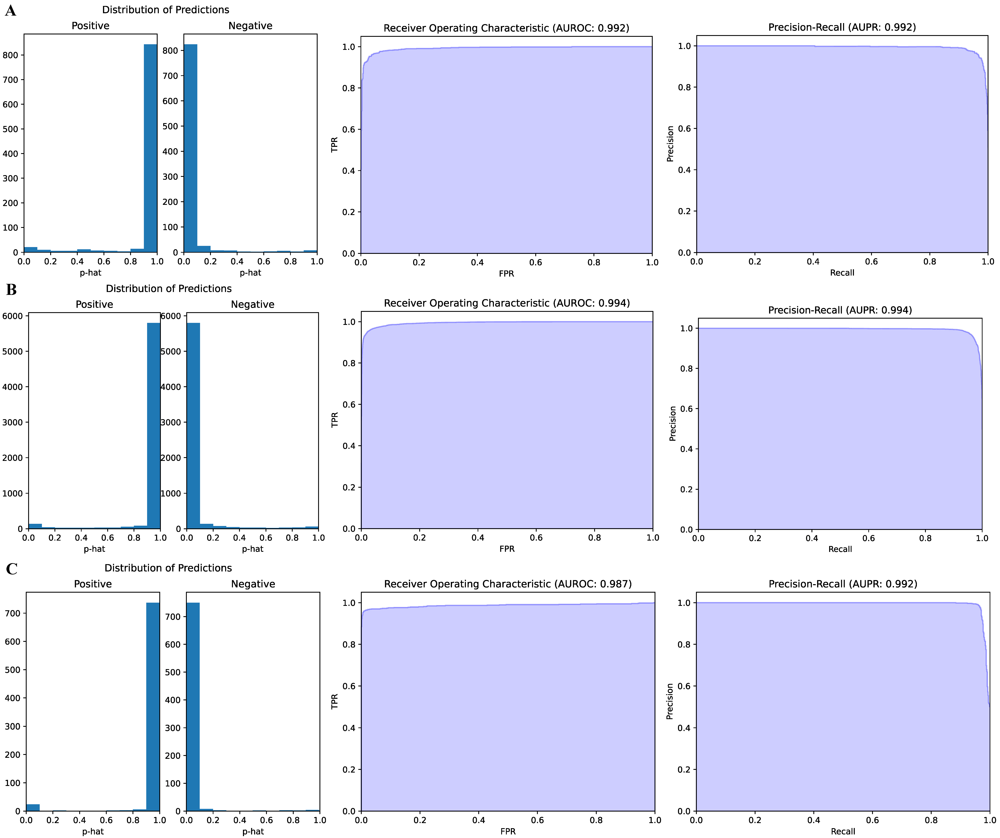 A
Distribution of Predictions
Positive
Negative
800
700
600
500
400
300
200
100
0
0.0 0.2 0.4 0.6 0.8 1.0
p-hat
800
700
600
500
400
300
200
100
0
0.0 0.2 0.4 0.6 0.8 1.0
p-hat
Receiver Operating Characteristic (AUROC: 0.992)
TPR
1.0
0.8
0.6
0.4
0.2
0.0
0.0 0.2 0.4 0.6 0.8 1.0
FPR
Precision-Recall (AUPR: 0.992)
Precision
1.0
0.8
0.6
0.4
0.2
0.0
0.0 0.2 0.4 0.6 0.8 1.0
Recall
B
Distribution of Predictions
Positive
Negative
6000
5000
4000
3000
2000
1000
0
0.0 0.2 0.4 0.6 0.8 1.0
p-hat
6000
5000
4000
3000
2000
1000
0
0.0 0.2 0.4 0.6 0.8 1.0
p-hat
Receiver Operating Characteristic (AUROC: 0.994)
TPR
1.0
0.8
0.6
0.4
0.2
0.0
0.0 0.2 0.4 0.6 0.8 1.0
FPR
Precision-Recall (AUPR: 0.994)
Precision
1.0
0.8
0.6
0.4
0.2
0.0
0.0 0.2 0.4 0.6 0.8 1.0
Recall
C
Distribution of Predictions
Positive
Negative
700
600
500
400
300
200
100
0
0.0 0.2 0.4 0.6 0.8 1.0
p-hat
700
600
500
400
300
200
100
0
0.0 0.2 0.4 0.6 0.8 1.0
p-hat
Receiver Operating Characteristic (AUROC: 0.987)
TPR
1.0
0.8
0.6
0.4
0.2
0.0
0.0 0.2 0.4 0.6 0.8 1.0
FPR
Precision-Recall (AUPR: 0.992)
Precision
1.0
0.8
0.6
0.4
0.2
0.0
0.0 0.2 0.4 0.6 0.8 1.0
Recall